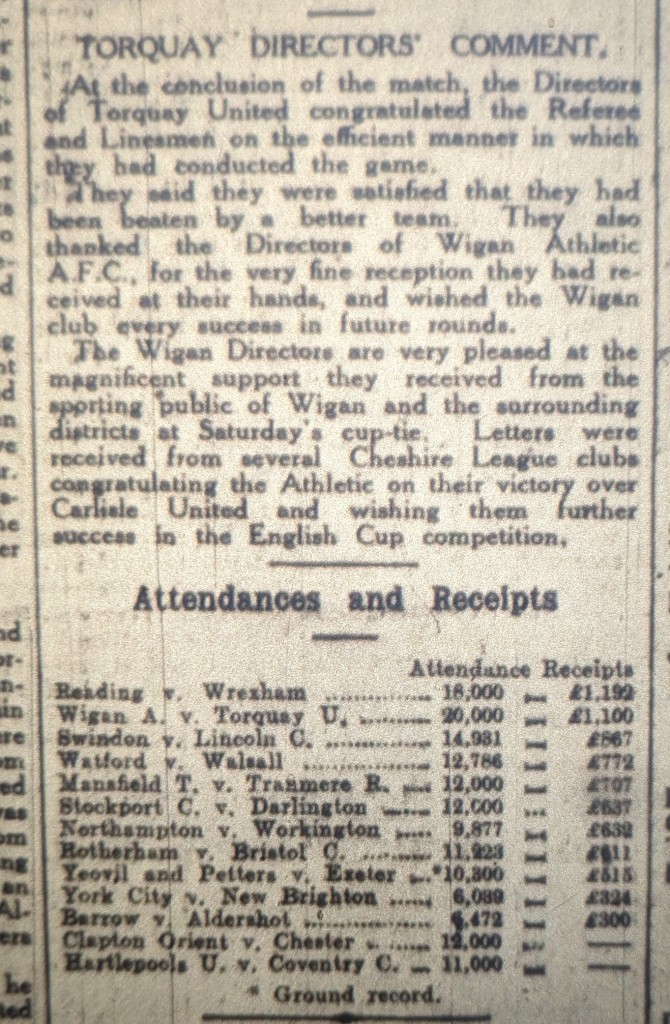 TORQUAY DIRECTORS' COMMENT.
At the conclusion of the match, the Directors
of Torquay United congratulated the Referee
and Linesmen on the efficient manner in which
they had conducted the game.
They said they were satisfied that they had
been beaten by a better team. They also
thanked the Directors of Wigan Athletic
A.F.C., for the very fine reception they had re-
ceived at their hands, and wished the Wigan
club every success in future rounds.
The Wigan Directors are very pleased at the
magnificent support they received from the
sporting public of Wigan and the surrounding
districts at Saturday's cup-tie. Letters were
received from several Cheshire League clubs
congratulating the Athletic on their victory over
Carlisle United and wishing them further
success in the English Cup competition.
Attendances and Receipts
Attendance Receipts
Reading v. Wrexham 18,000 £1,192
Wigan A. v. Torquay U. 20,000 £1,100
Swindon v. Lincoln C. 14,931 £867
Watford v. Walsall 12,786 £772
Mansfield T. v. Tranmere R. 12,000 £707
Stockport C. v. Darlington 12,000 £637
Northampton v. Workington 9,877 £632
Rotherham v. Bristol C. 11,223 £611
Yeovil and Petters v. Exeter *10,300 £515
York City v. New Brighton 6,039 £324
Barrow v. Aldershot £300
Clapton Orient v. Chester 12,000 —
Hartlepools U. v. Coventry C. 11,000 —
* Ground record.